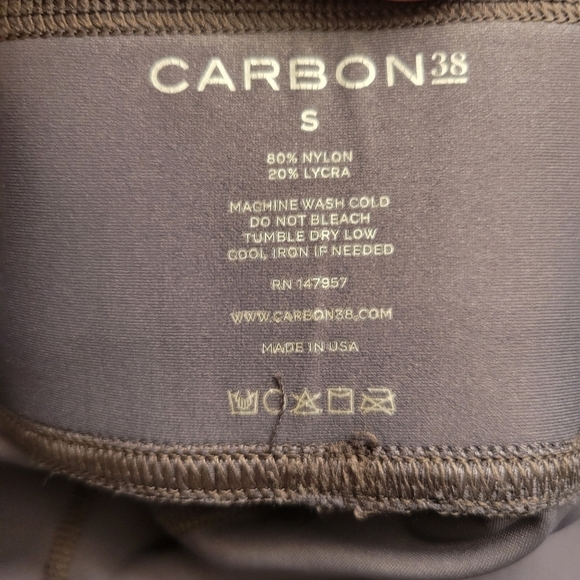 CARBON38
S
80% NYLON
20% LYCRA
MACHINE WASH COLD
DO NOT BLEACH
TUMBLE DRY LOW
COOL IRON IF NEEDED
RN 147957
WWW.CARBON38.COM
MADE IN USA